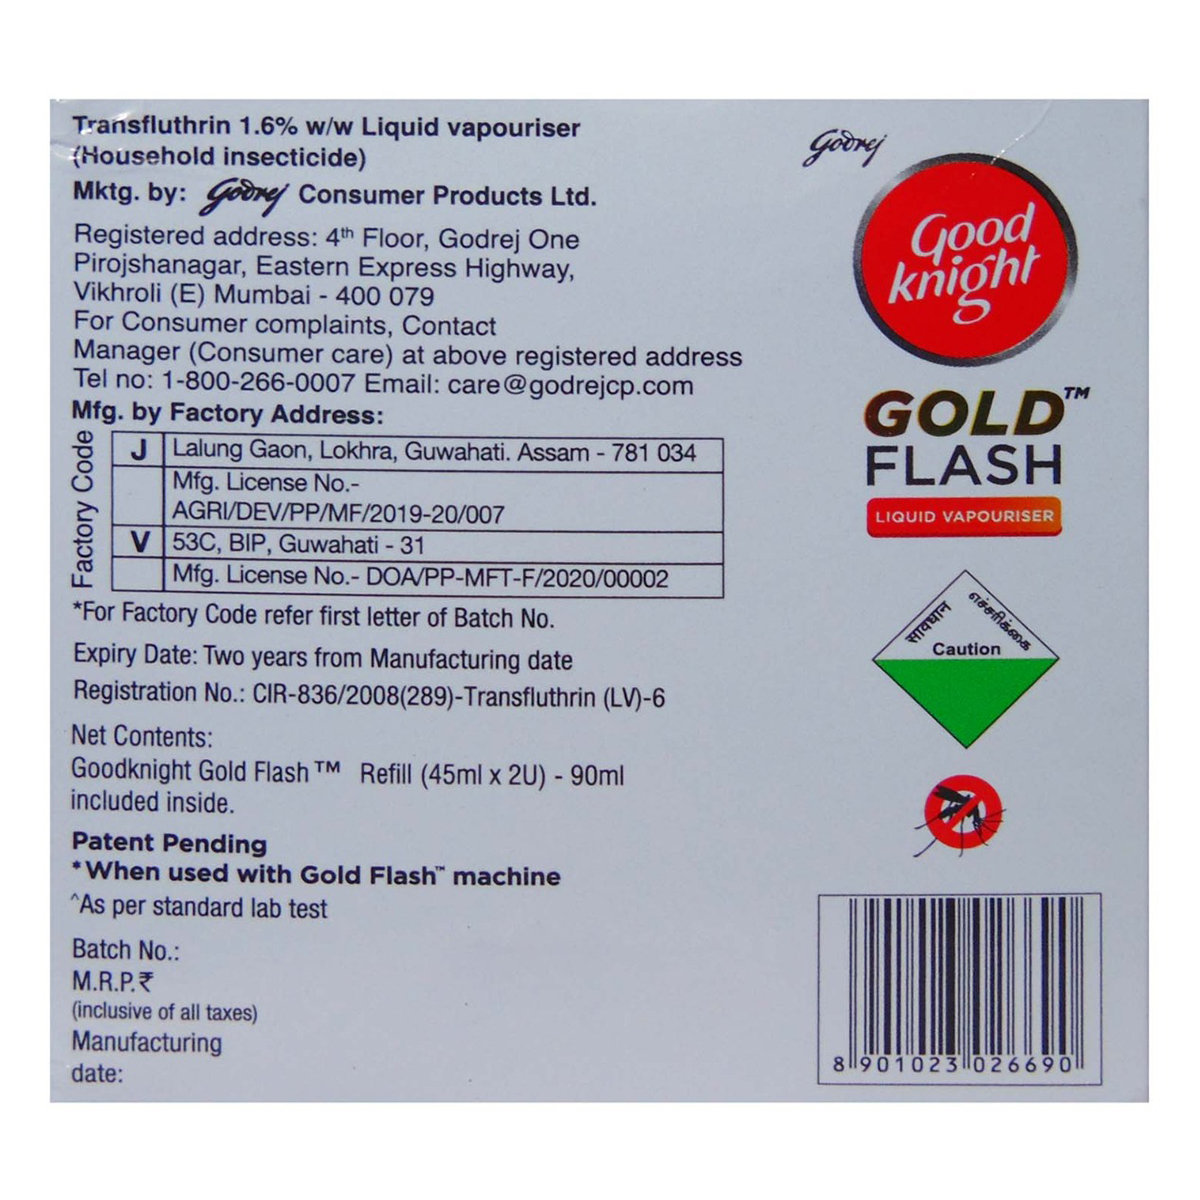 Transfluthrin 1.6% w/w Liquid vapouriser
(Household insecticide)
Mktg. by: Godrej Consumer Products Ltd.
Registered address: 4th Floor, Godrej One
Pirojshanagar, Eastern Express Highway,
Vikhroli (E) Mumbai - 400 079
For Consumer complaints, Contact
Manager (Consumer care) at above registered address
Tel no: 1-800-266-0007 Email: care@godrejcp.com
Mfg. by Factory Address:
Factory Code
J Lalung Gaon, Lokhra, Guwahati. Assam - 781 034
Mfg. License No.-
AGRI/DEV/PP/MF/2019-20/007
V 53C, BIP, Guwahati - 31
Mfg. License No.- DOA/PP-MFT-F/2020/00002
*For Factory Code refer first letter of Batch No.
Expiry Date: Two years from Manufacturing date
Registration No.: CIR-836/2008(289)-Transfluthrin (LV)-6
Net Contents:
Goodknight Gold Flash™ Refill (45ml x 2U) - 90ml
included inside.
Patent Pending
*When used with Gold Flash™ machine
^As per standard lab test
Batch No.:
M.R.P.₹
(inclusive of all taxes)
Manufacturing
date:
Godrej
Good
knight
GOLD™
FLASH
LIQUID VAPOURISER
सावधान
எச்சரிக்கை
Caution
8 901023 026690